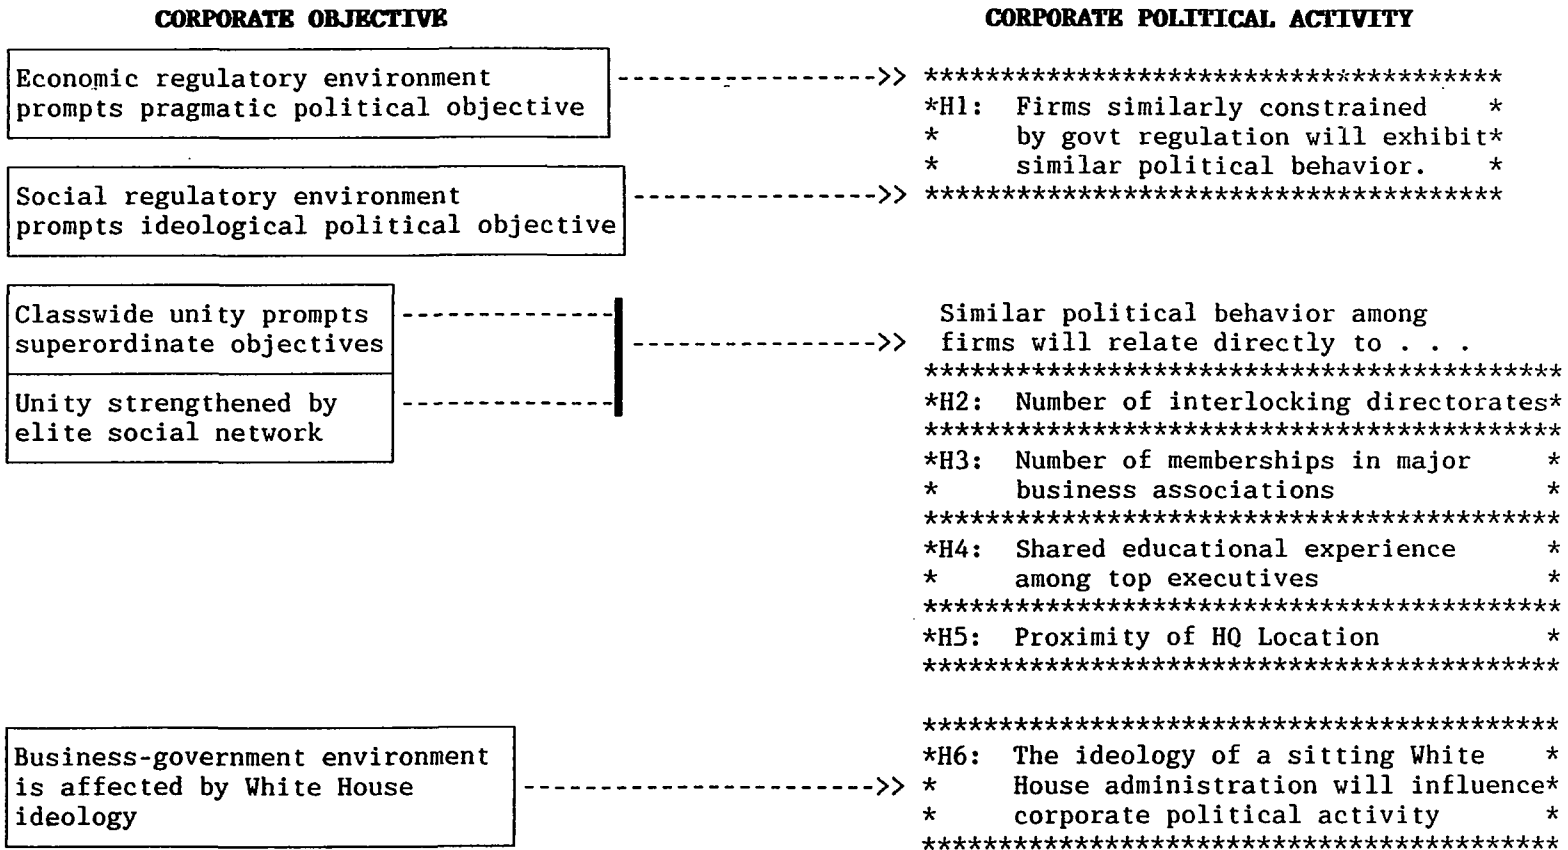 CORPORATE OBJECTIVE
CORPORATE POLITICAL ACTIVITY
Economic regulatory environment
prompts pragmatic political objective
---------------->> **************************************
*H1: Firms similarly constrained *
* by govt regulation will exhibit*
* similar political behavior. *
**************************************
Social regulatory environment
prompts ideological political objective
---------------->>
Classwide unity prompts
superordinate objectives
Unity strengthened by
elite social network
---------------->>
Similar political behavior among
firms will relate directly to . . .
******************************************
*H2: Number of interlocking directorates*
******************************************
*H3: Number of memberships in major *
* business associations *
******************************************
*H4: Shared educational experience *
* among top executives *
******************************************
*H5: Proximity of HQ Location *
******************************************
Business-government environment
is affected by White House
ideology
----------------------->>
******************************************
*H6: The ideology of a sitting White *
* House administration will influence*
* corporate political activity *
******************************************